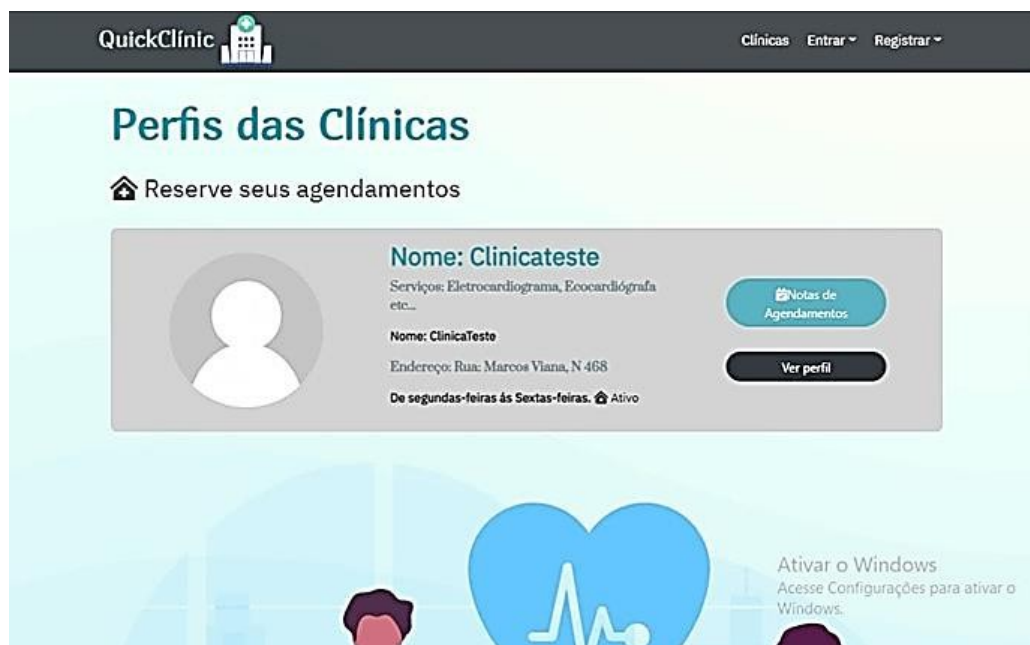 QuickClínic
Clínicas Entrar Registrar
Perfis das Clínicas
Reserve seus agendamentos
Nome: Clinicateste
Serviços: Eletrocardiograma, Ecocardiógrafa
etc...
Nome: ClinicaTeste
Endereço: Rua: Marcos Viana, N 468
De segundas-feiras ás Sextas-feiras. Ativo
Notas de
Agendamentos
Ver perfil
Ativar o Windows
Acesse Configurações para ativar o
Windows.